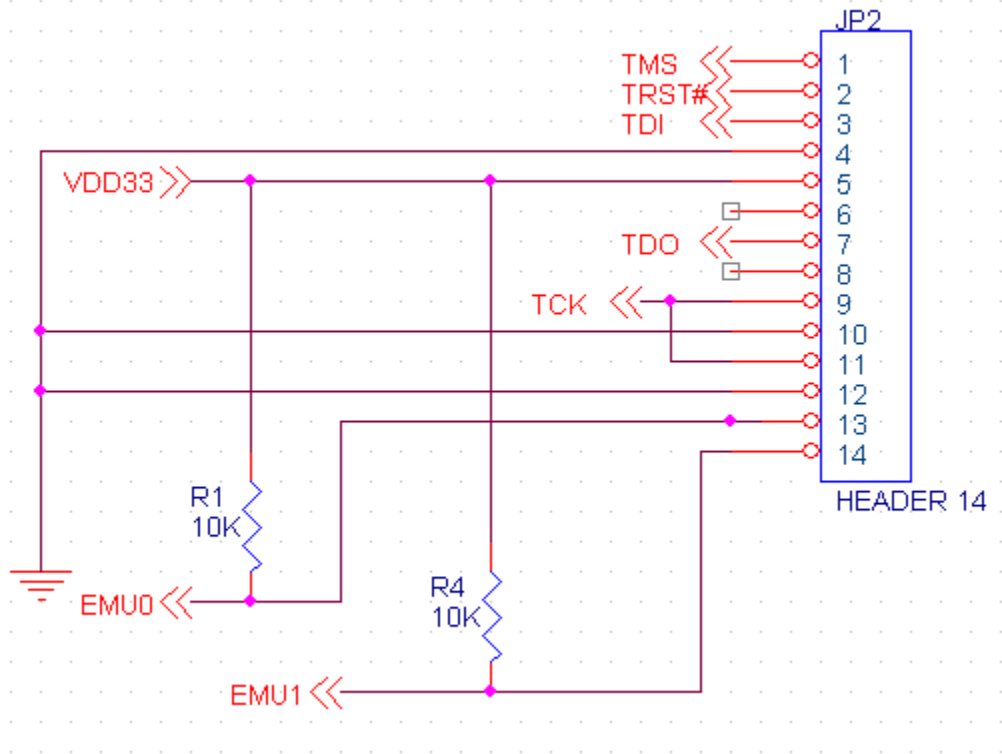 JP2
TMS 1
TRST# 2
TDI 3
4
VDD33 5
6
TDO 7
8
TCK 9
10
11
12
13
14
HEADER 14
R1
10K
R4
10K
EMU0
EMU1